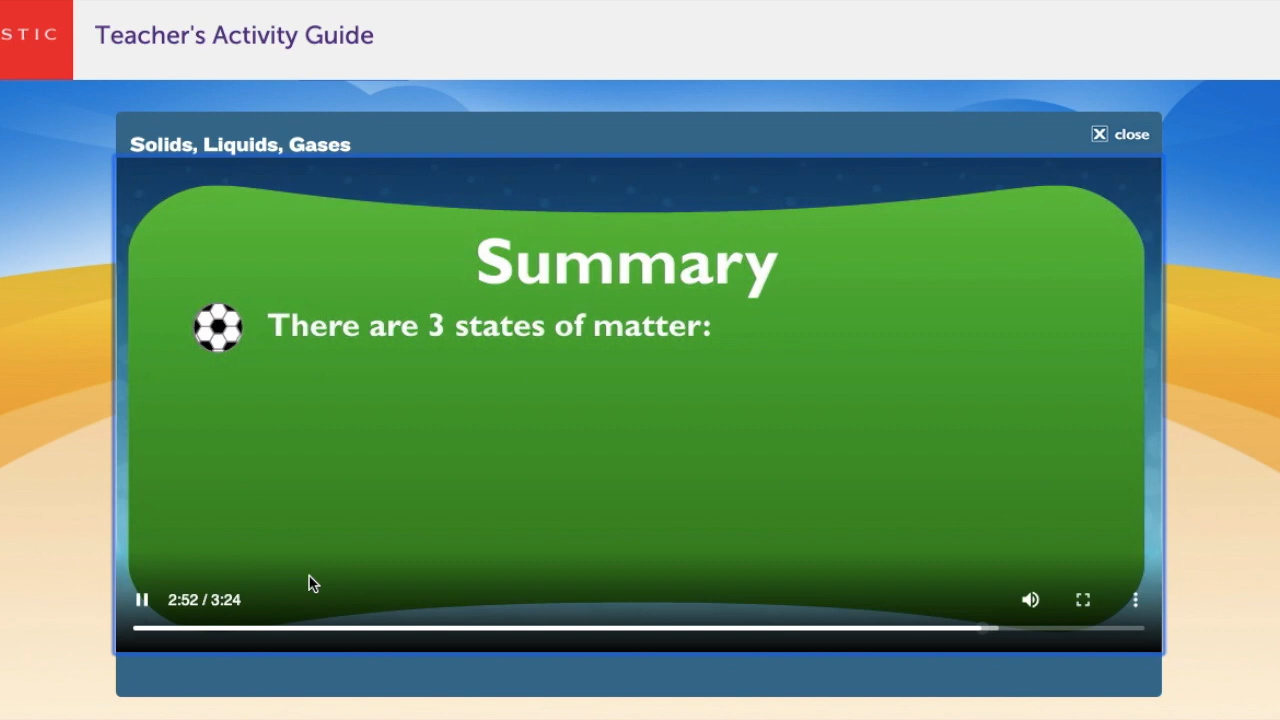 STIC
Teacher's Activity Guide
Solids, Liquids, Gases
close
Summary
There are 3 states of matter:
2:52 / 3:24